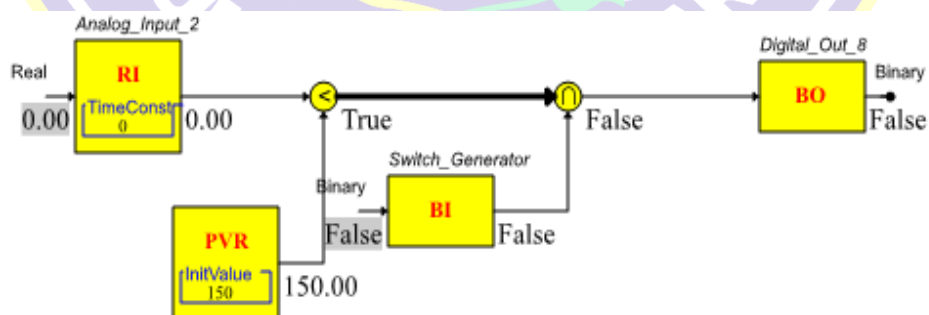 Analog_Input_2
Digital_Out_8
Real
RI
Binary
BO
TimeConstr
0
0.00
0.00
<
True
∩
False
False
Switch_Generator
Binary
BI
False
False
PVR
InitValue
150
150.00